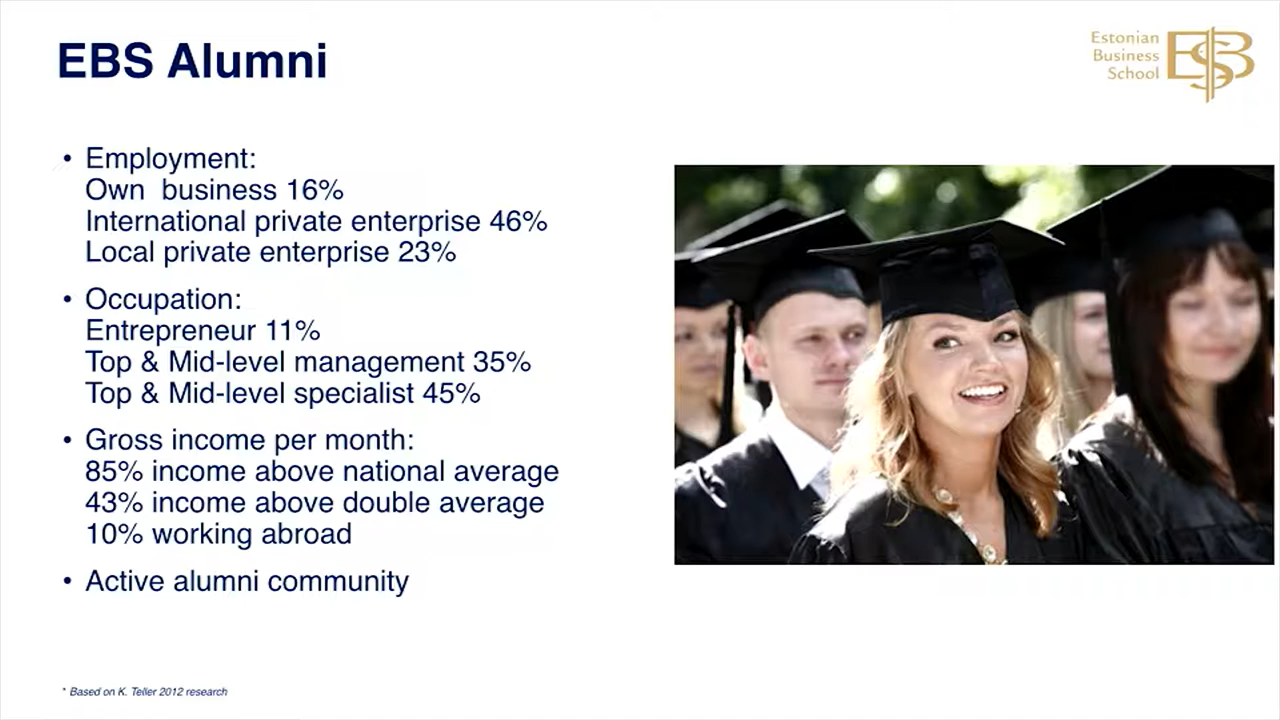 EBS Alumni
Estonian
Business
School
EBS
• Employment:
Own  business 16%
International private enterprise 46%
Local private enterprise 23%
• Occupation:
Entrepreneur 11%
Top & Mid-level management 35%
Top & Mid-level specialist 45%
• Gross income per month:
85% income above national average
43% income above double average
10% working abroad
• Active alumni community
* Based on K. Teller 2012 research